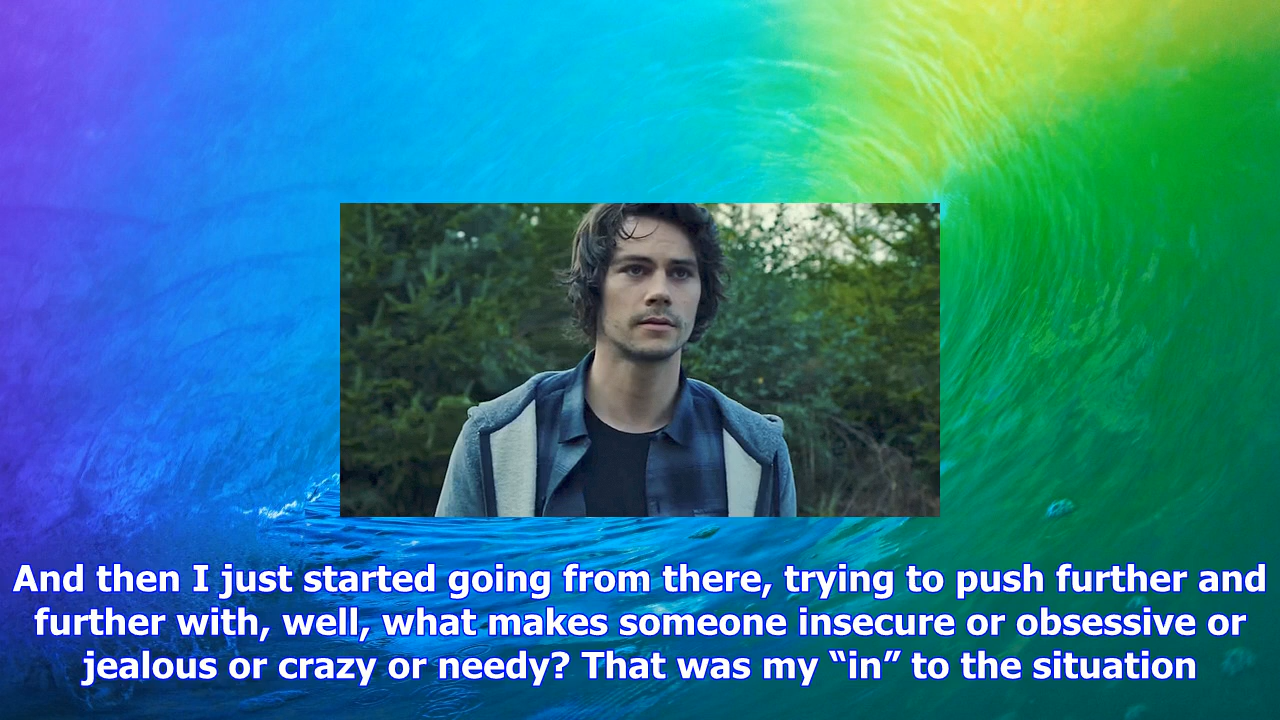 And then I just started going from there, trying to push further and
further with, well, what makes someone insecure or obsessive or
jealous or crazy or needy? That was my “in” to the situation